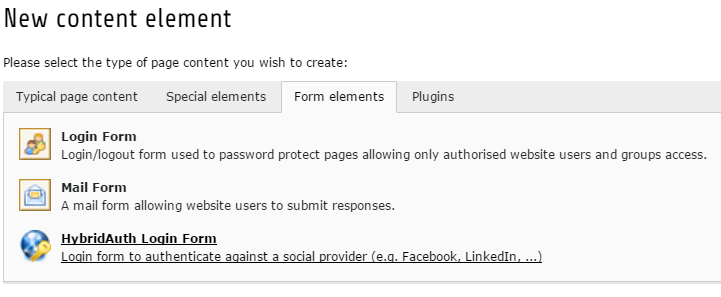 New content element
Please select the type of page content you wish to create:
Typical page content Special elements Form elements Plugins
Login Form
Login/logout form used to password protect pages allowing only authorised website users and groups access.
Mail Form
A mail form allowing website users to submit responses.
HybridAuth Login Form
Login form to authenticate against a social provider (e.g. Facebook, LinkedIn, ...)